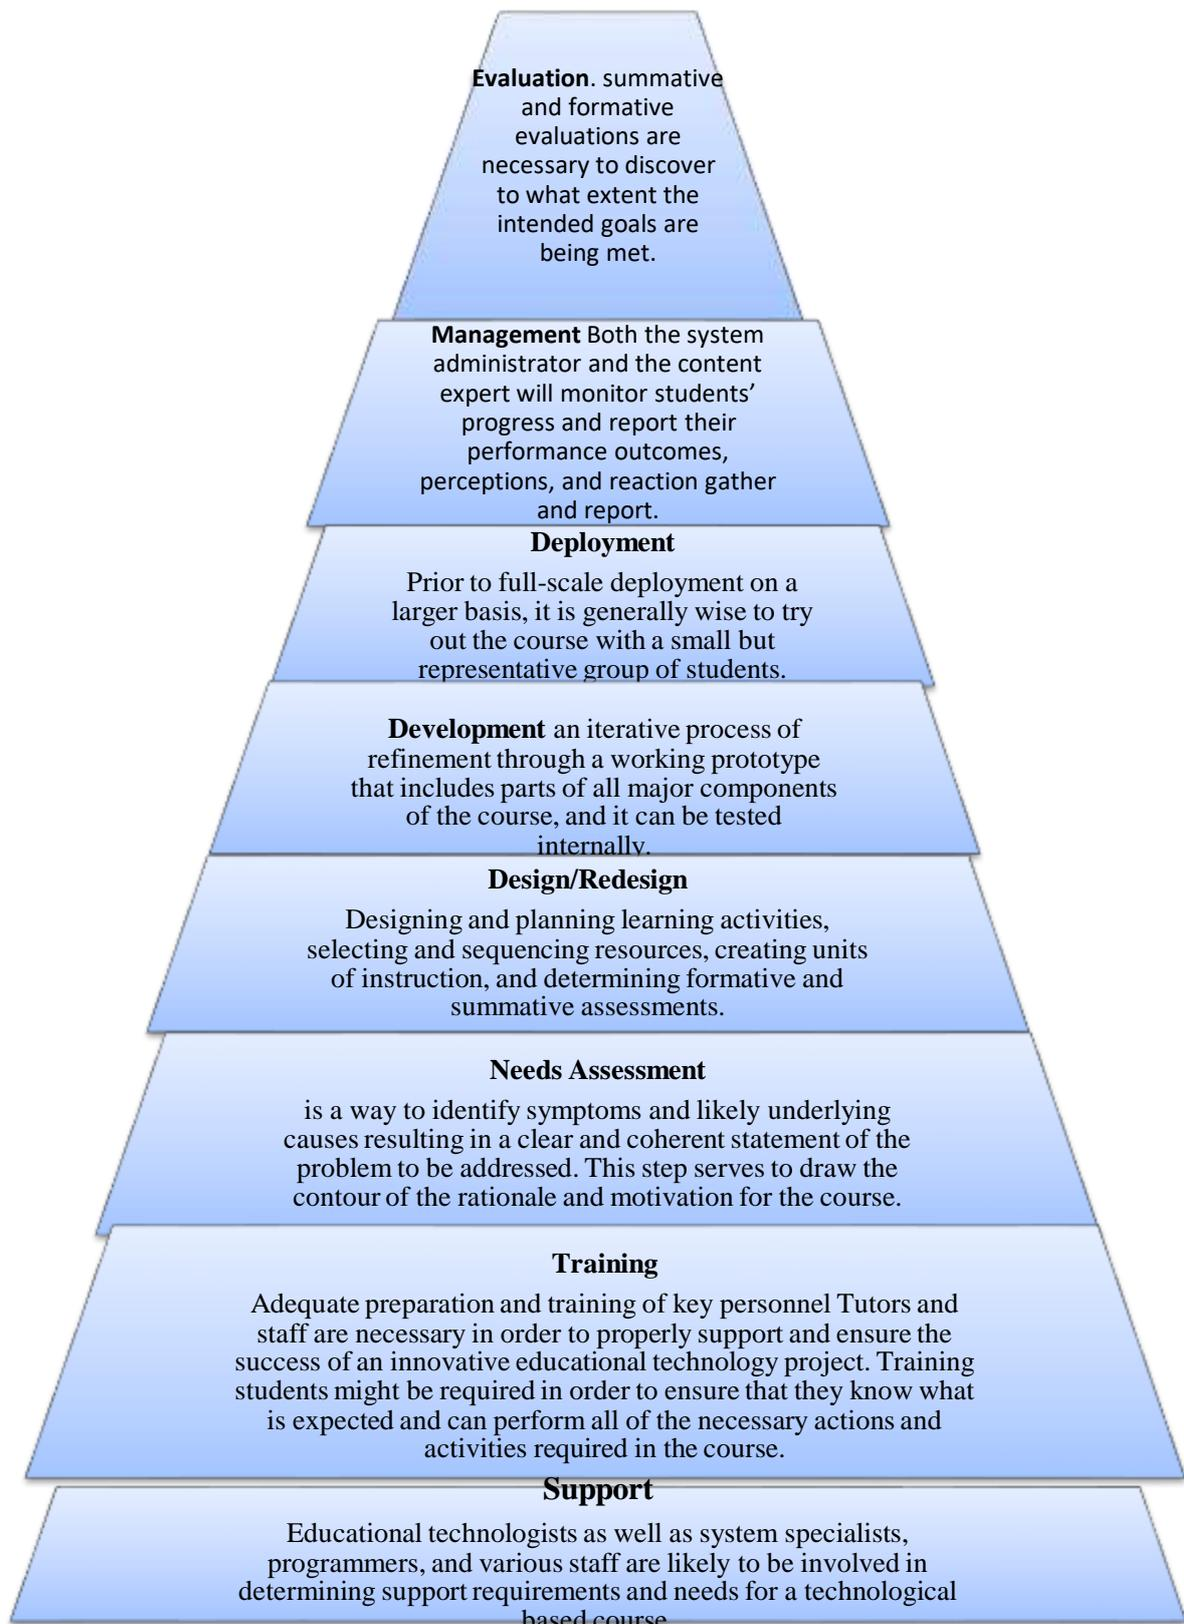 Evaluation. summative
and formative
evaluations are
necessary to discover
to what extent the
intended goals are
being met.
Management Both the system
administrator and the content
expert will monitor students’
progress and report their
performance outcomes,
perceptions, and reaction gather
and report.
Deployment
Prior to full-scale deployment on a
larger basis, it is generally wise to try
out the course with a small but
representative group of students.
Development an iterative process of
refinement through a working prototype
that includes parts of all major components
of the course, and it can be tested
internally.
Design/Redesign
Designing and planning learning activities,
selecting and sequencing resources, creating units
of instruction, and determining formative and
summative assessments.
Needs Assessment
is a way to identify symptoms and likely underlying
causes resulting in a clear and coherent statement of the
problem to be addressed. This step serves to draw the
contour of the rationale and motivation for the course.
Training
Adequate preparation and training of key personnel Tutors and
staff are necessary in order to properly support and ensure the
success of an innovative educational technology project. Training
students might be required in order to ensure that they know what
is expected and can perform all of the necessary actions and
activities required in the course.
Support
Educational technologists as well as system specialists,
programmers, and various staff are likely to be involved in
determining support requirements and needs for a technological
based course